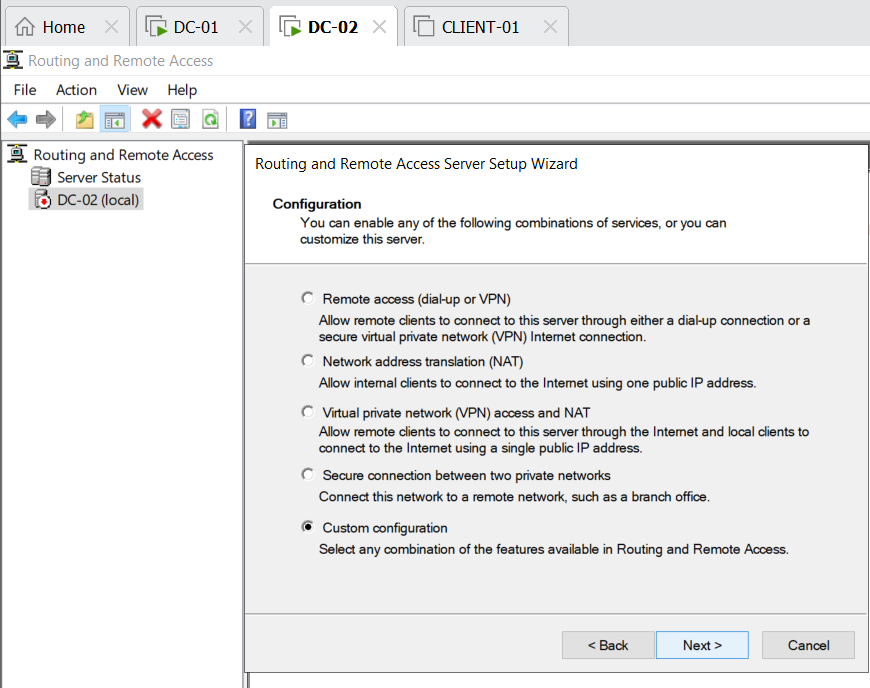 Home
DC-01
DC-02
CLIENT-01
Routing and Remote Access
File Action View Help
Routing and Remote Access
Server Status
DC-02 (local)
Routing and Remote Access Server Setup Wizard
Configuration
You can enable any of the following combinations of services, or you can
customize this server.
Remote access (dial-up or VPN)
Allow remote clients to connect to this server through either a dial-up connection or a
secure virtual private network (VPN) Internet connection.
Network address translation (NAT)
Allow internal clients to connect to the Internet using one public IP address.
Virtual private network (VPN) access and NAT
Allow remote clients to connect to this server through the Internet and local clients to
connect to the Internet using a single public IP address.
Secure connection between two private networks
Connect this network to a remote network, such as a branch office.
Custom configuration
Select any combination of the features available in Routing and Remote Access.
< Back
Next >
Cancel